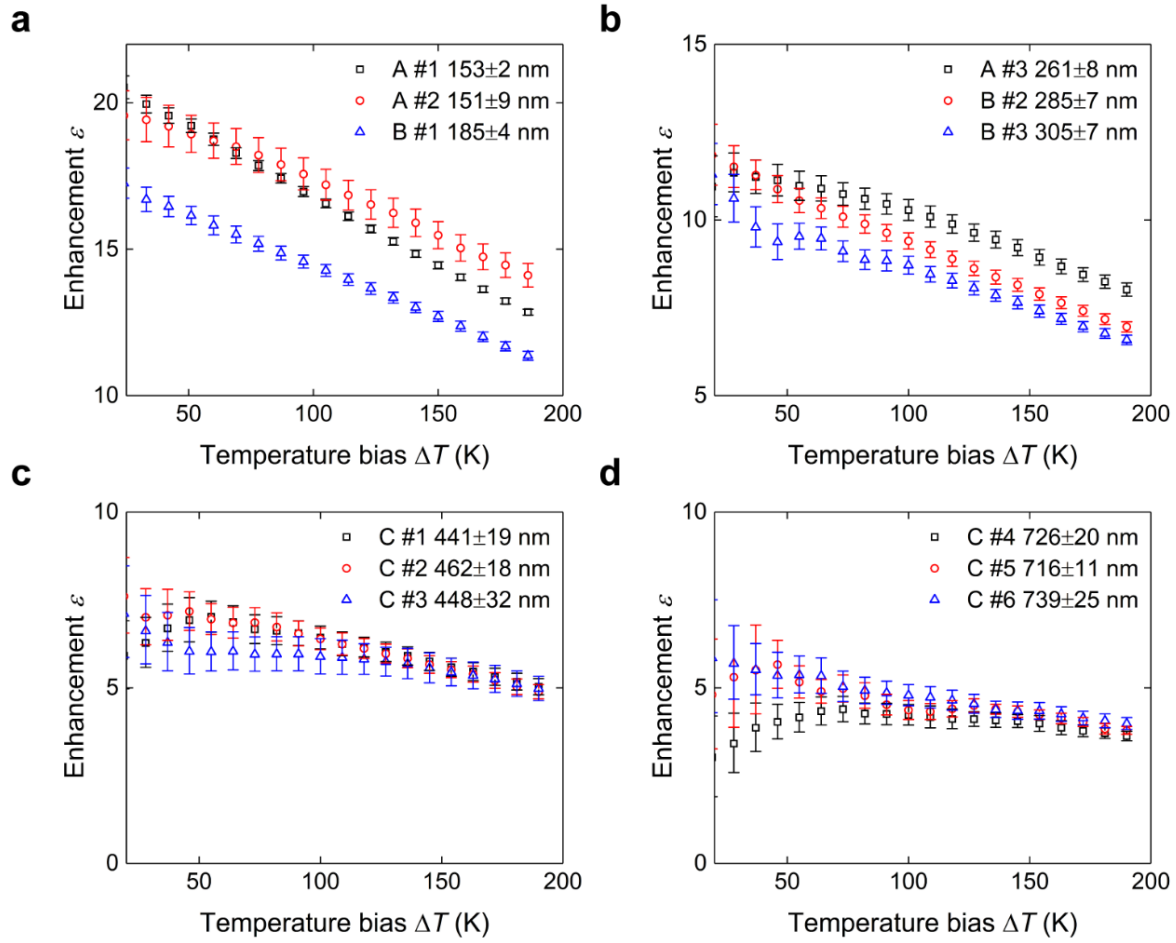 a
20
15
10
50
100
150
200
Enhancement ε
Temperature bias ΔT (K)
A #1 153±2 nm
A #2 151±9 nm
B #1 185±4 nm
b
15
10
5
50
100
150
200
Enhancement ε
Temperature bias ΔT (K)
A #3 261±8 nm
B #2 285±7 nm
B #3 305±7 nm
c
10
5
0
50
100
150
200
Enhancement ε
Temperature bias ΔT (K)
C #1 441±19 nm
C #2 462±18 nm
C #3 448±32 nm
d
10
5
0
50
100
150
200
Enhancement ε
Temperature bias ΔT (K)
C #4 726±20 nm
C #5 716±11 nm
C #6 739±25 nm